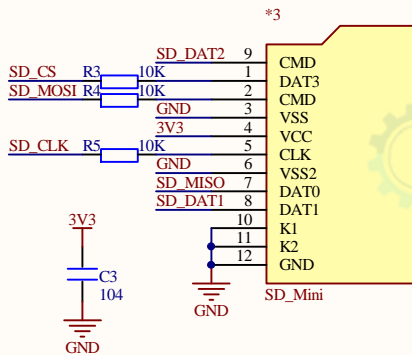 *3
SD_DAT2 9 CMD
SD_CS R3 10K 1 DAT3
SD_MOSI R4 10K 2 CMD
GND 3 VSS
3V3 4 VCC
SD_CLK R5 10K 5 CLK
GND 6 VSS2
SD_MISO 7 DAT0
SD_DAT1 8 DAT1
10 K1
11 K2
12 GND
3V3
C3
104
GND
GND
SD_Mini